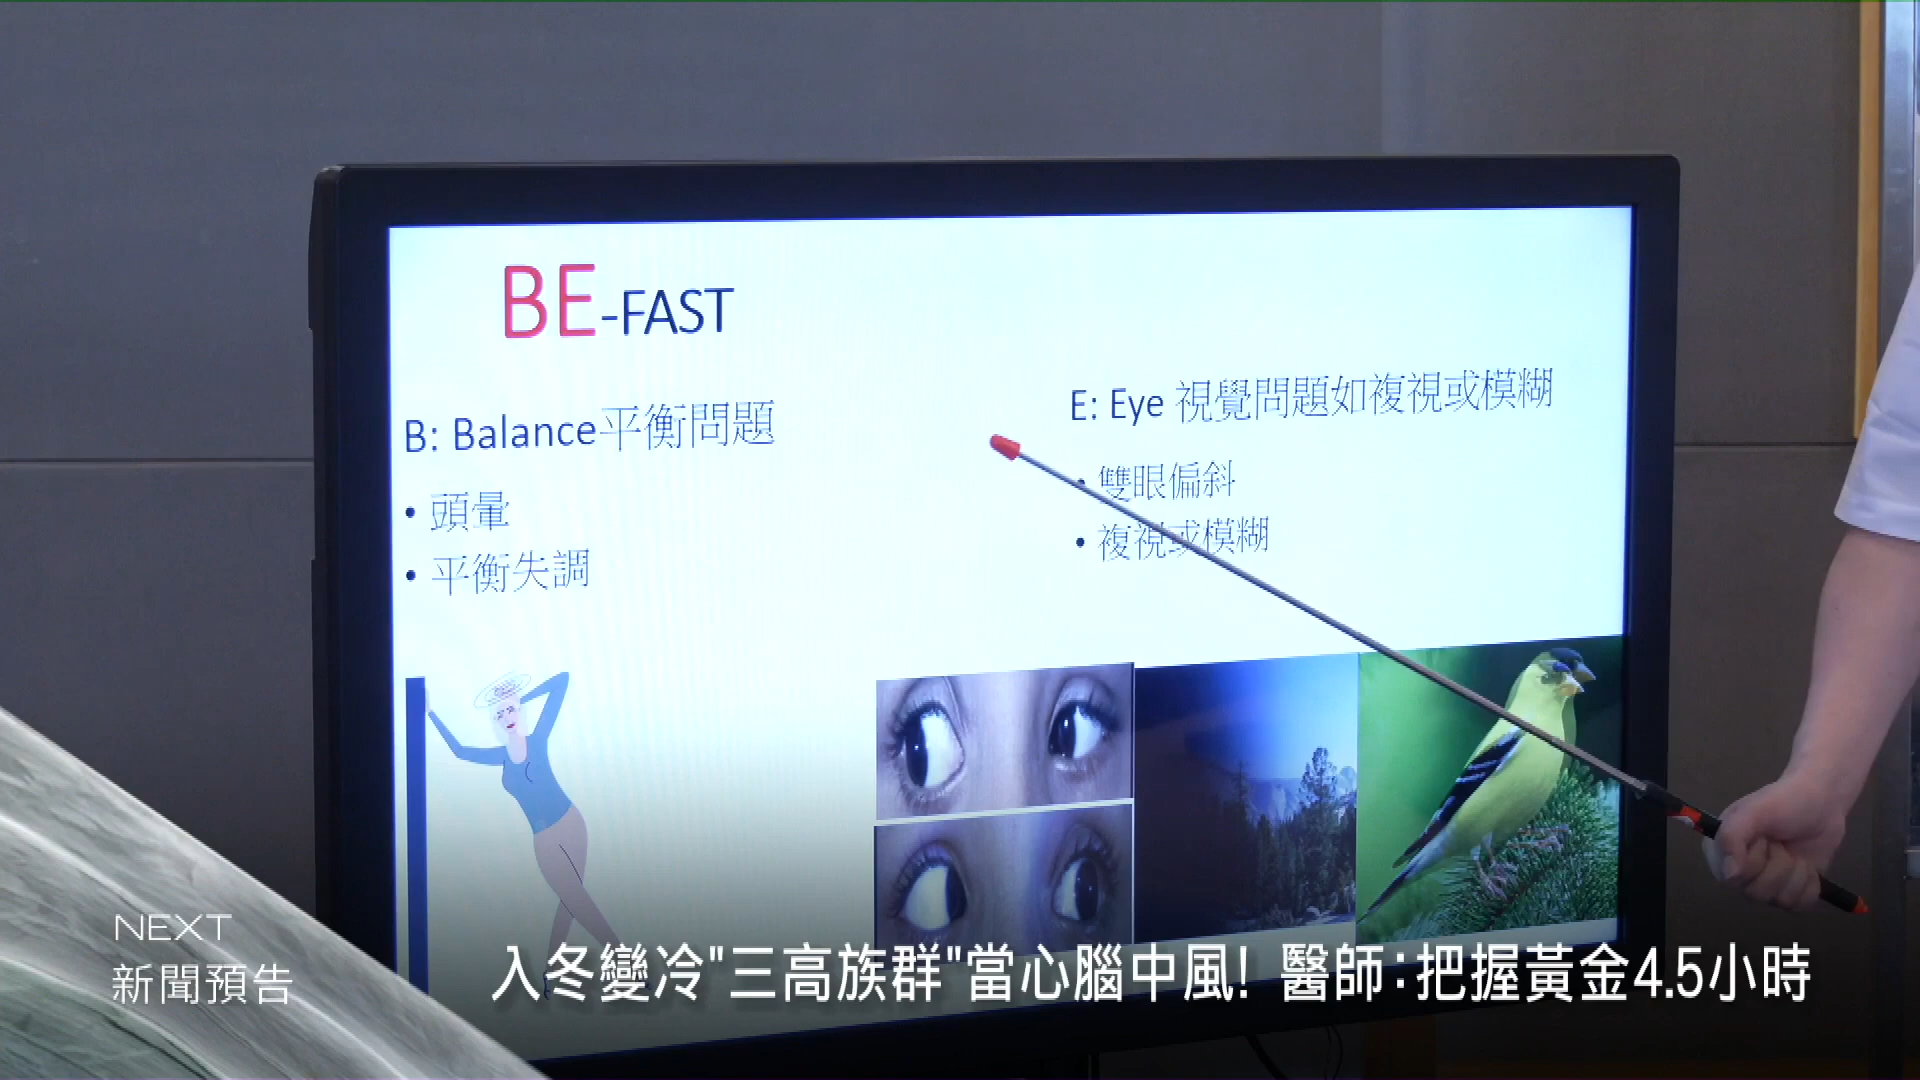 BE-FAST
B: Balance平衡問題
• 頭暈
• 平衡失調
E: Eye 視覺問題如複視或模糊
• 雙眼偏斜
• 複視或模糊
NEXT
新聞預告
入冬變冷"三高族群"當心腦中風! 醫師:把握黃金4.5小時